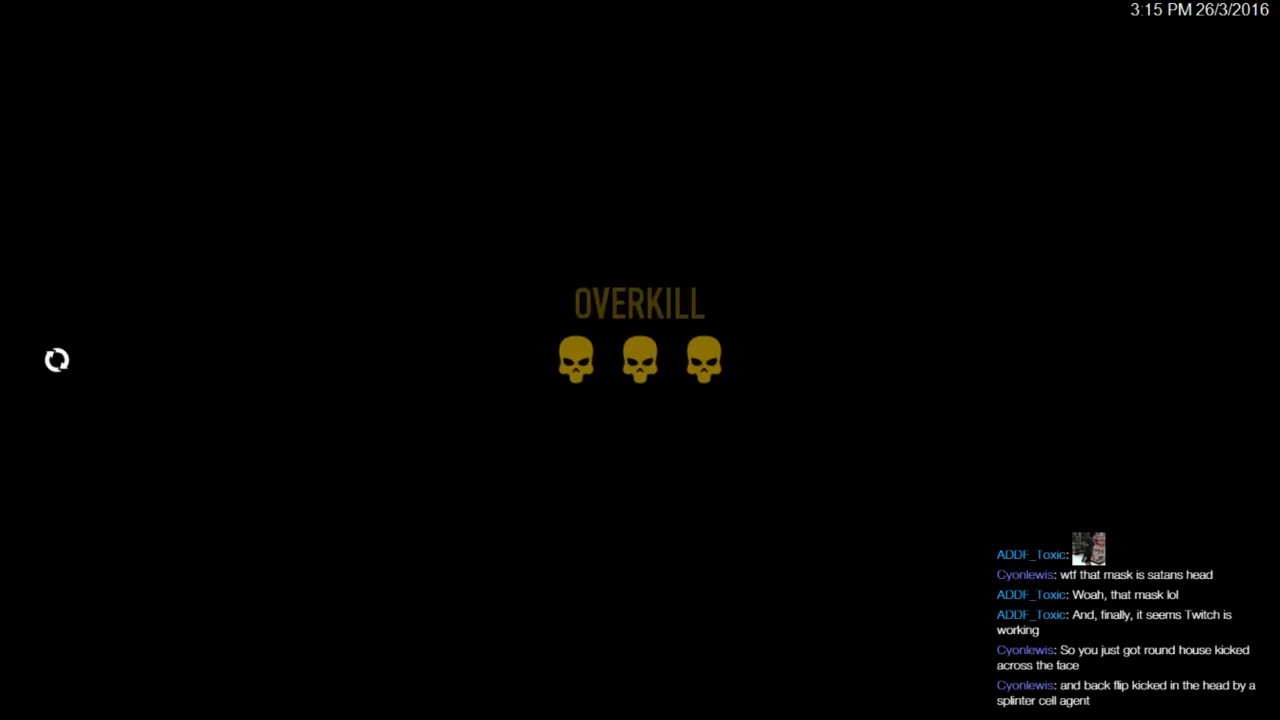 3:15 PM 26/3/2016
OVERKILL
ADDF_Toxic:
Cyonlewis: wtf that mask is satans head
ADDF_Toxic: Woah, that mask lol
ADDF_Toxic: And, finally, it seems Twitch is
working
Cyonlewis: So you just got round house kicked
across the face
Cyonlewis: and back flip kicked in the head by a
splinter cell agent